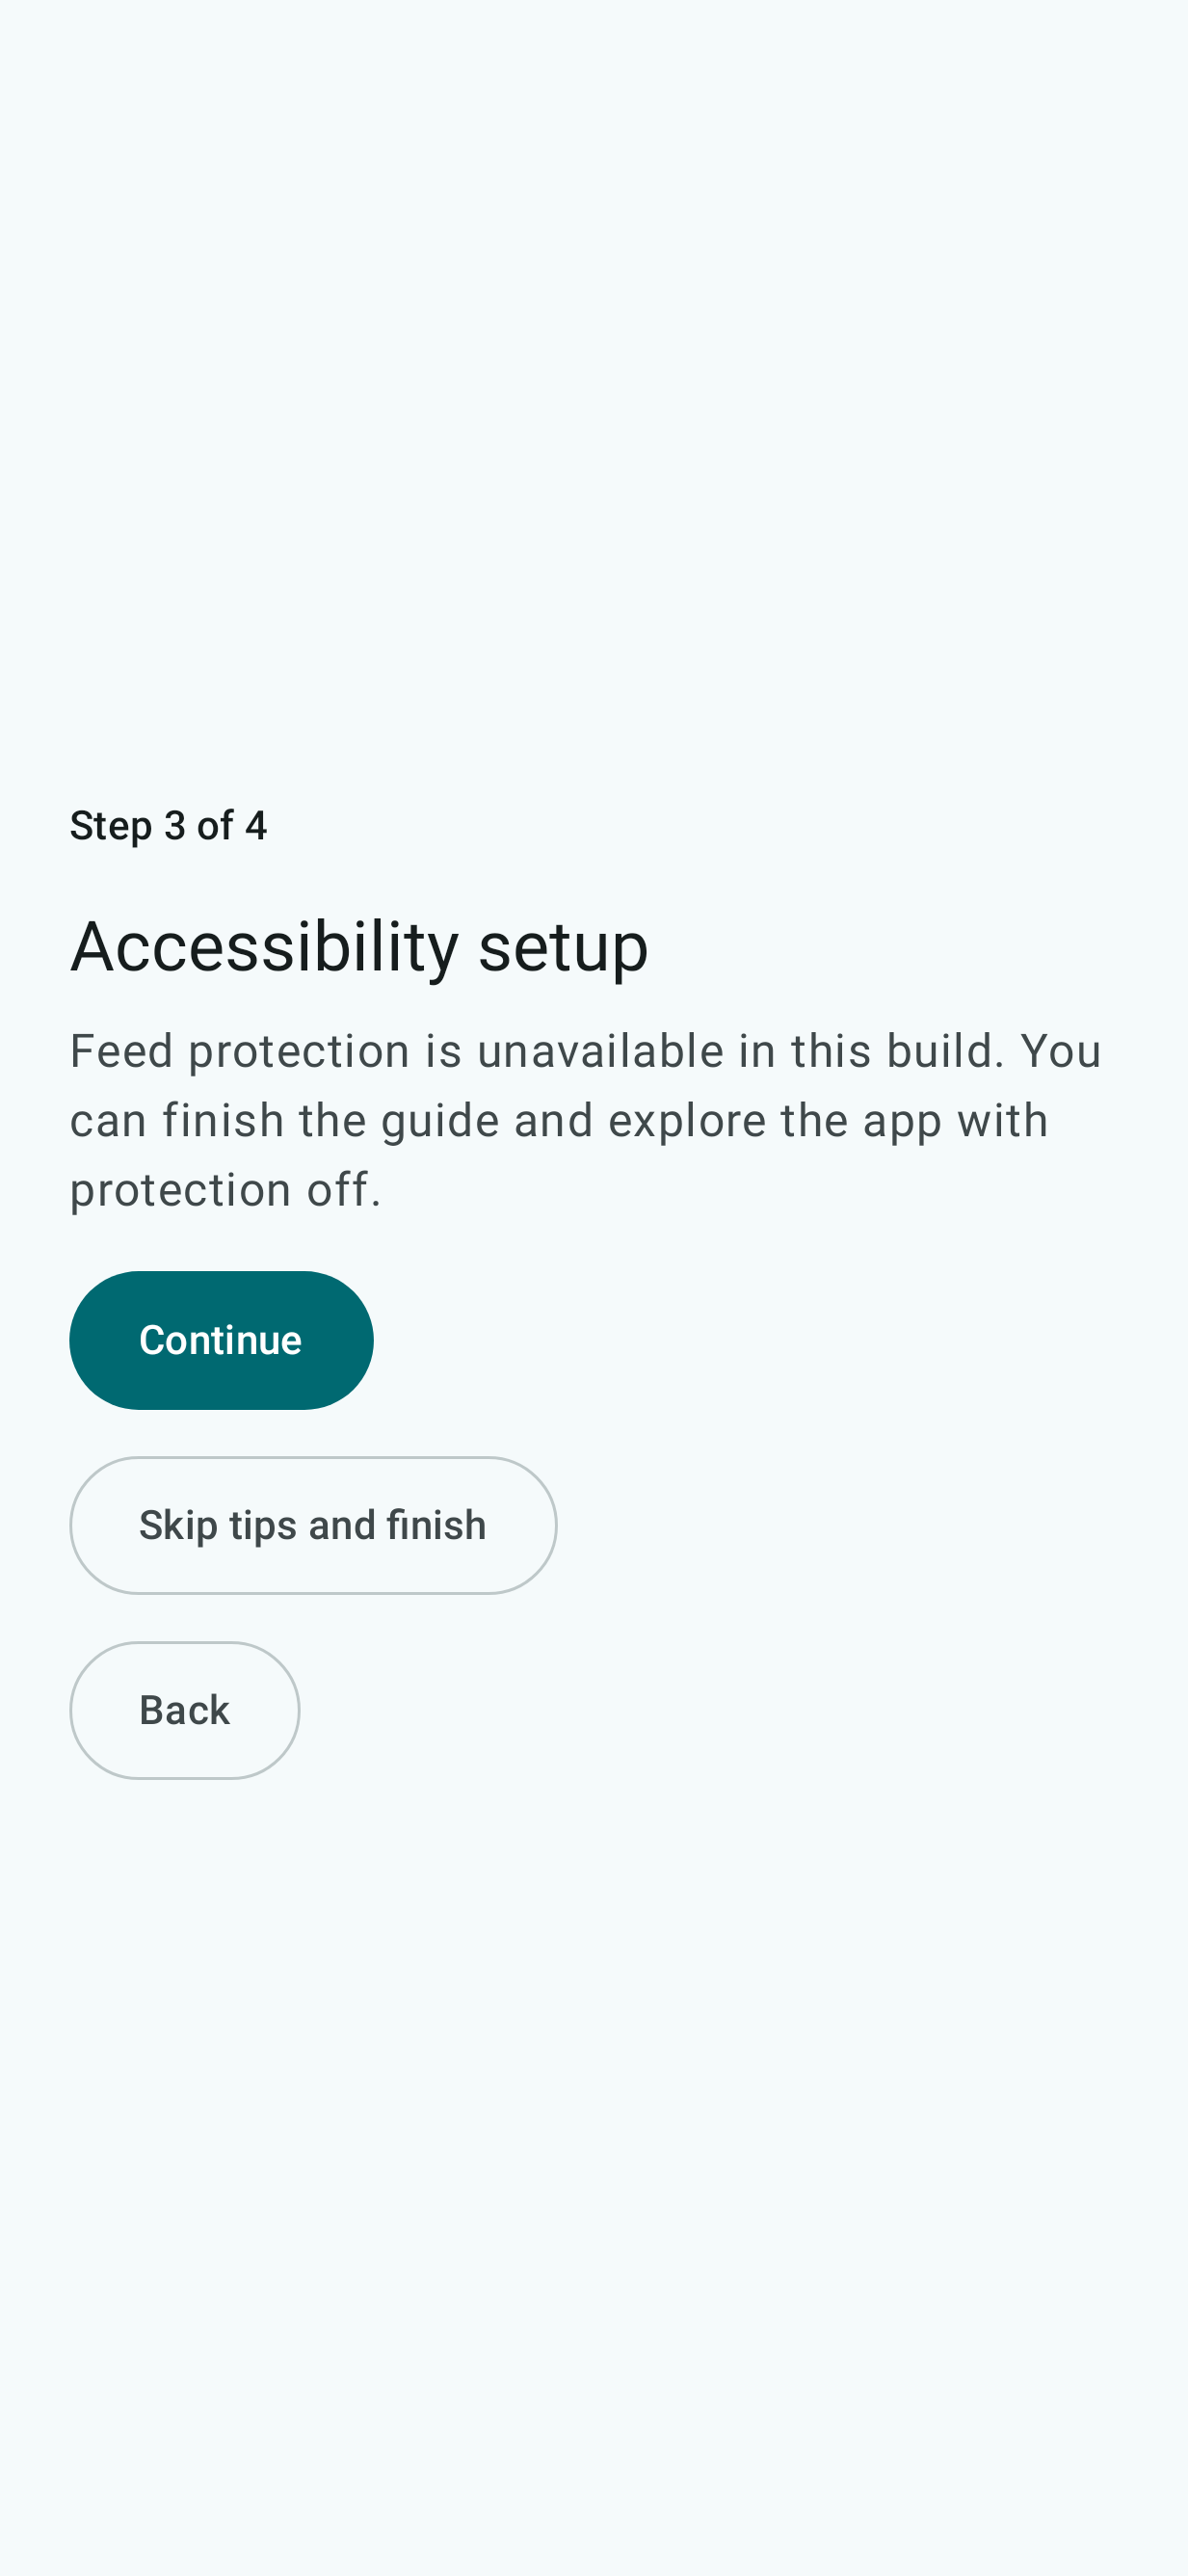 Step 3 of 4
Accessibility setup
Feed protection is unavailable in this build. You
can finish the guide and explore the app with
protection off.
Continue
Skip tips and finish
Back